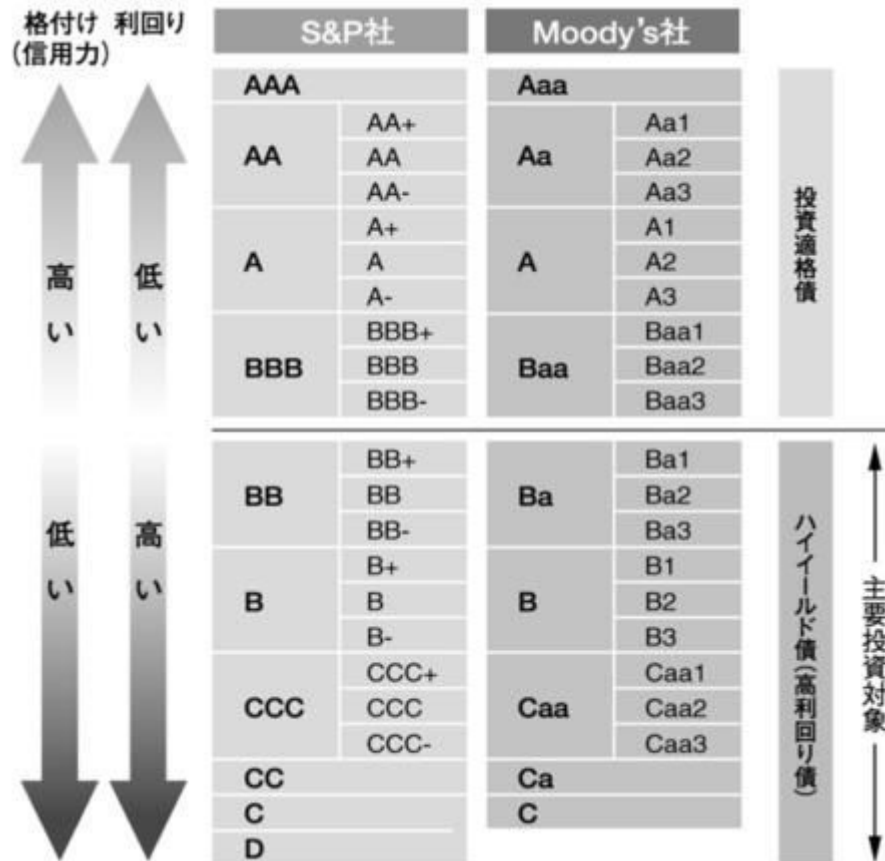 格付け 利回り
(信用力)
S&P社 Moody's社
高い 低い
低い 高い
AAA Aaa
AA Aa
AA+ Aa1
AA Aa2
AA- Aa3
A A
A+ A1
A A2
A- A3
BBB Baa
BBB+ Baa1
BBB Baa2
BBB- Baa3
投資適格債
BB Ba
BB+ Ba1
BB Ba2
BB- Ba3
B B
B+ B1
B B2
B- B3
CCC Caa
CCC+ Caa1
CCC Caa2
CCC- Caa3
CC Ca
C C
D
ハイイールド債(高利回り債)
主要投資対象